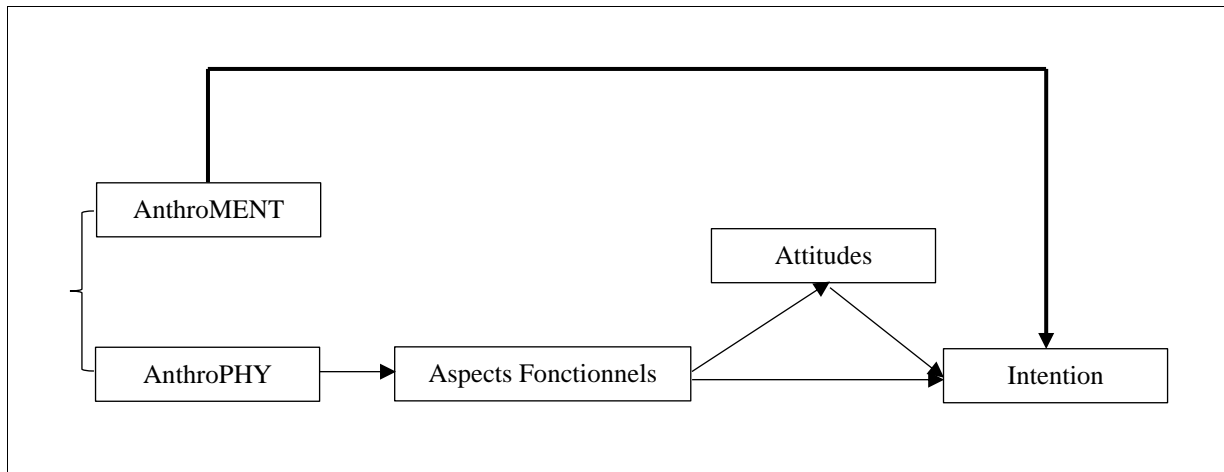 AnthroMENT
Attitudes
AnthroPHY
Aspects Fonctionnels
Intention